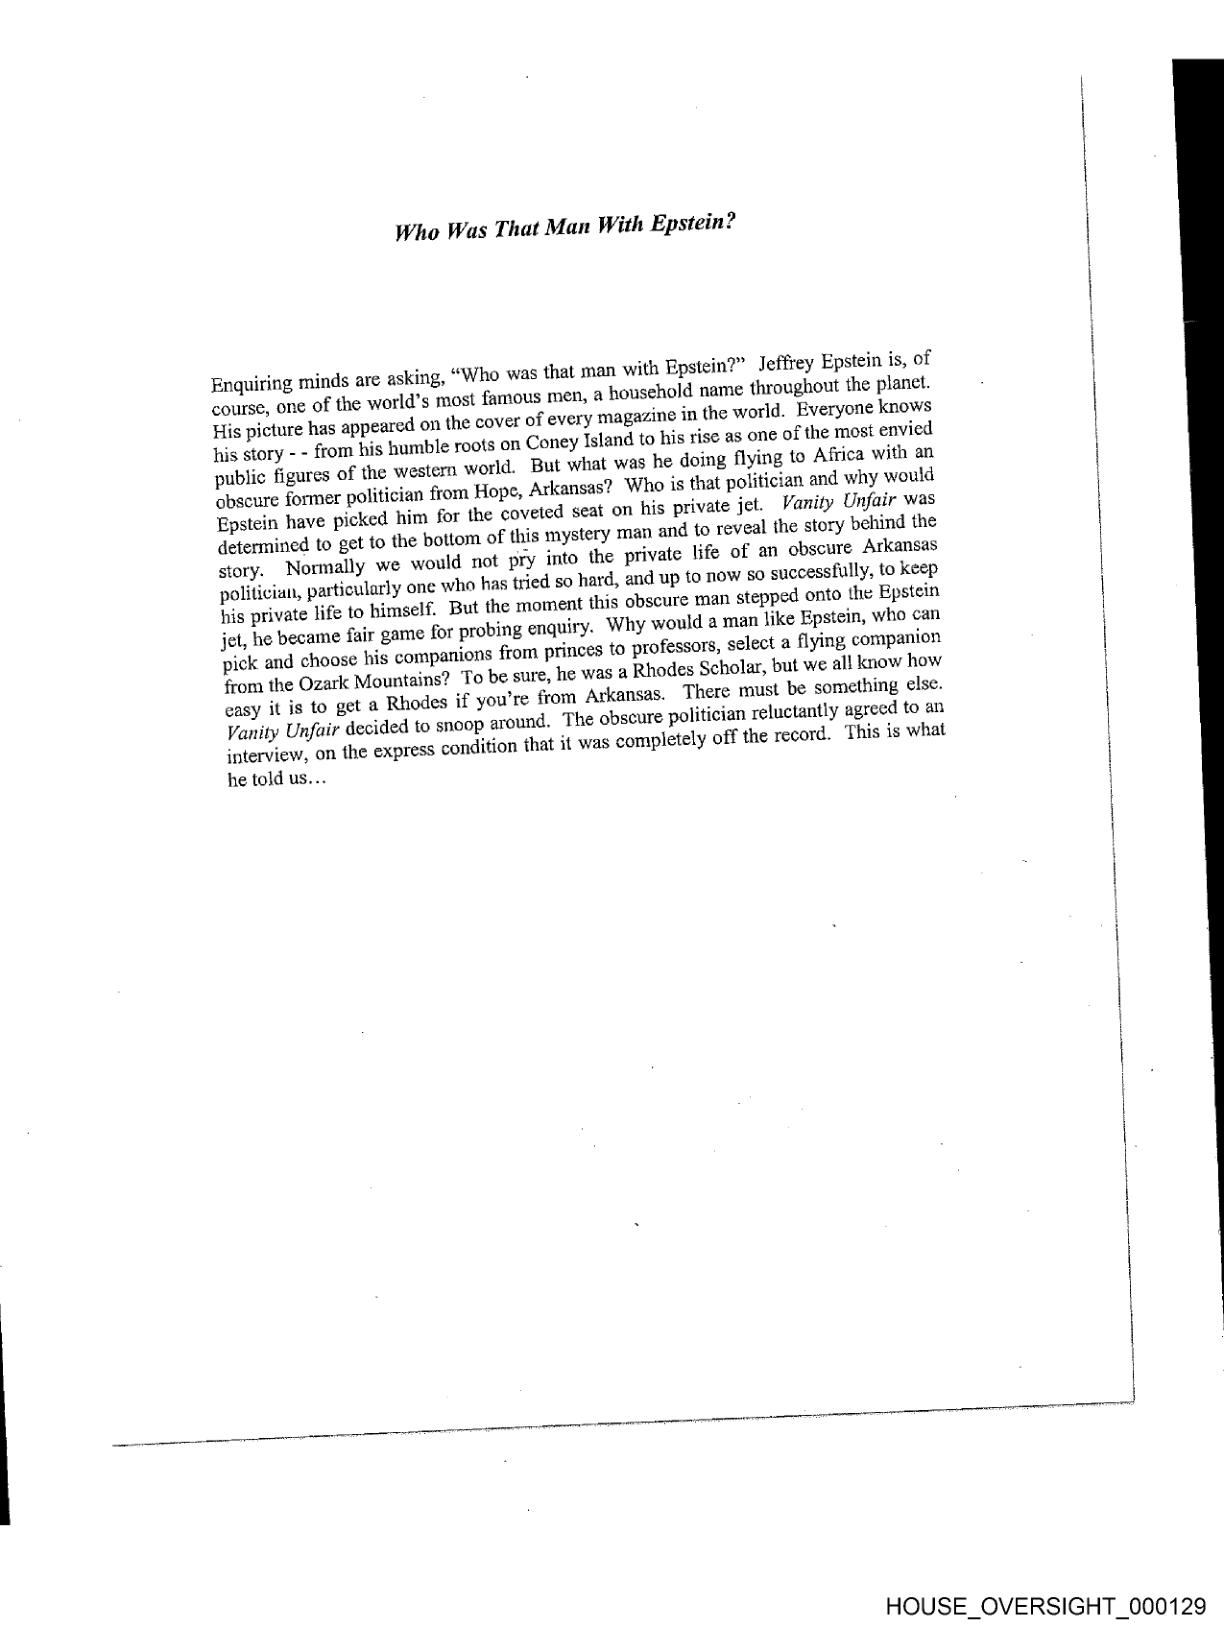 Who Was That Man With Epstein?
Enquiring minds are asking, “Who was that man with Epstein?” Jeffrey Epstein is, of
course, one of the world’s most famous men, a household name throughout the planet.
His picture has appeared on the cover of every magazine in the world. Everyone knows
his story - - from his humble roots on Coney Island to his rise as one of the most envied
public figures of the western world. But what was he doing flying to Africa with an
obscure former politician from Hope, Arkansas? Who is that politician and why would
Epstein have picked him for the coveted seat on his private jet. Vanity Unfair was
determined to get to the bottom of this mystery man and to reveal the story behind the
story. Normally we would not pry into the private life of an obscure Arkansas
politician, particularly one who has tried so hard, and up to now so successfully, to keep
his private life to himself. But the moment this obscure man stepped onto the Epstein
jet, he became fair game for probing enquiry. Why would a man like Epstein, who can
pick and choose his companions from princes to professors, select a flying companion
from the Ozark Mountains? To be sure, he was a Rhodes Scholar, but we all know how
easy it is to get a Rhodes if you’re from Arkansas. There must be something else.
Vanity Unfair decided to snoop around. The obscure politician reluctantly agreed to an
interview, on the express condition that it was completely off the record. This is what
he told us…
HOUSE_OVERSIGHT_000129